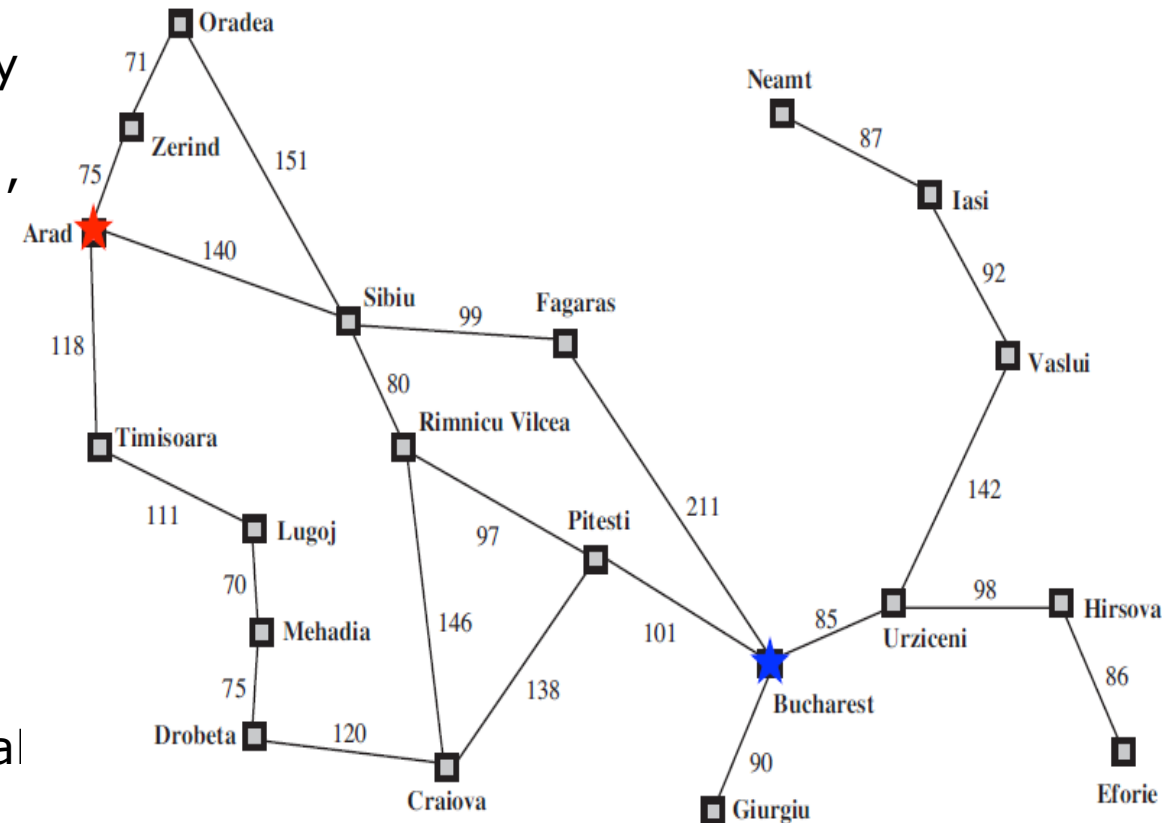 Oradea
y
71
Neamt
87
Zerind
151
,
75
Iasi
Arad
140
92
Sibiu
Fagaras
99
118
Vaslui
80
Rimnicu Vilcea
Timisoara
142
211
111
Pitesti
Lugoj
97
70
98
Hirsova
85
146
Mehadia
101
Urziceni
86
138
75
Bucharest
Drobeta
120
al
90
Eforie
Craiova
Giurgiu